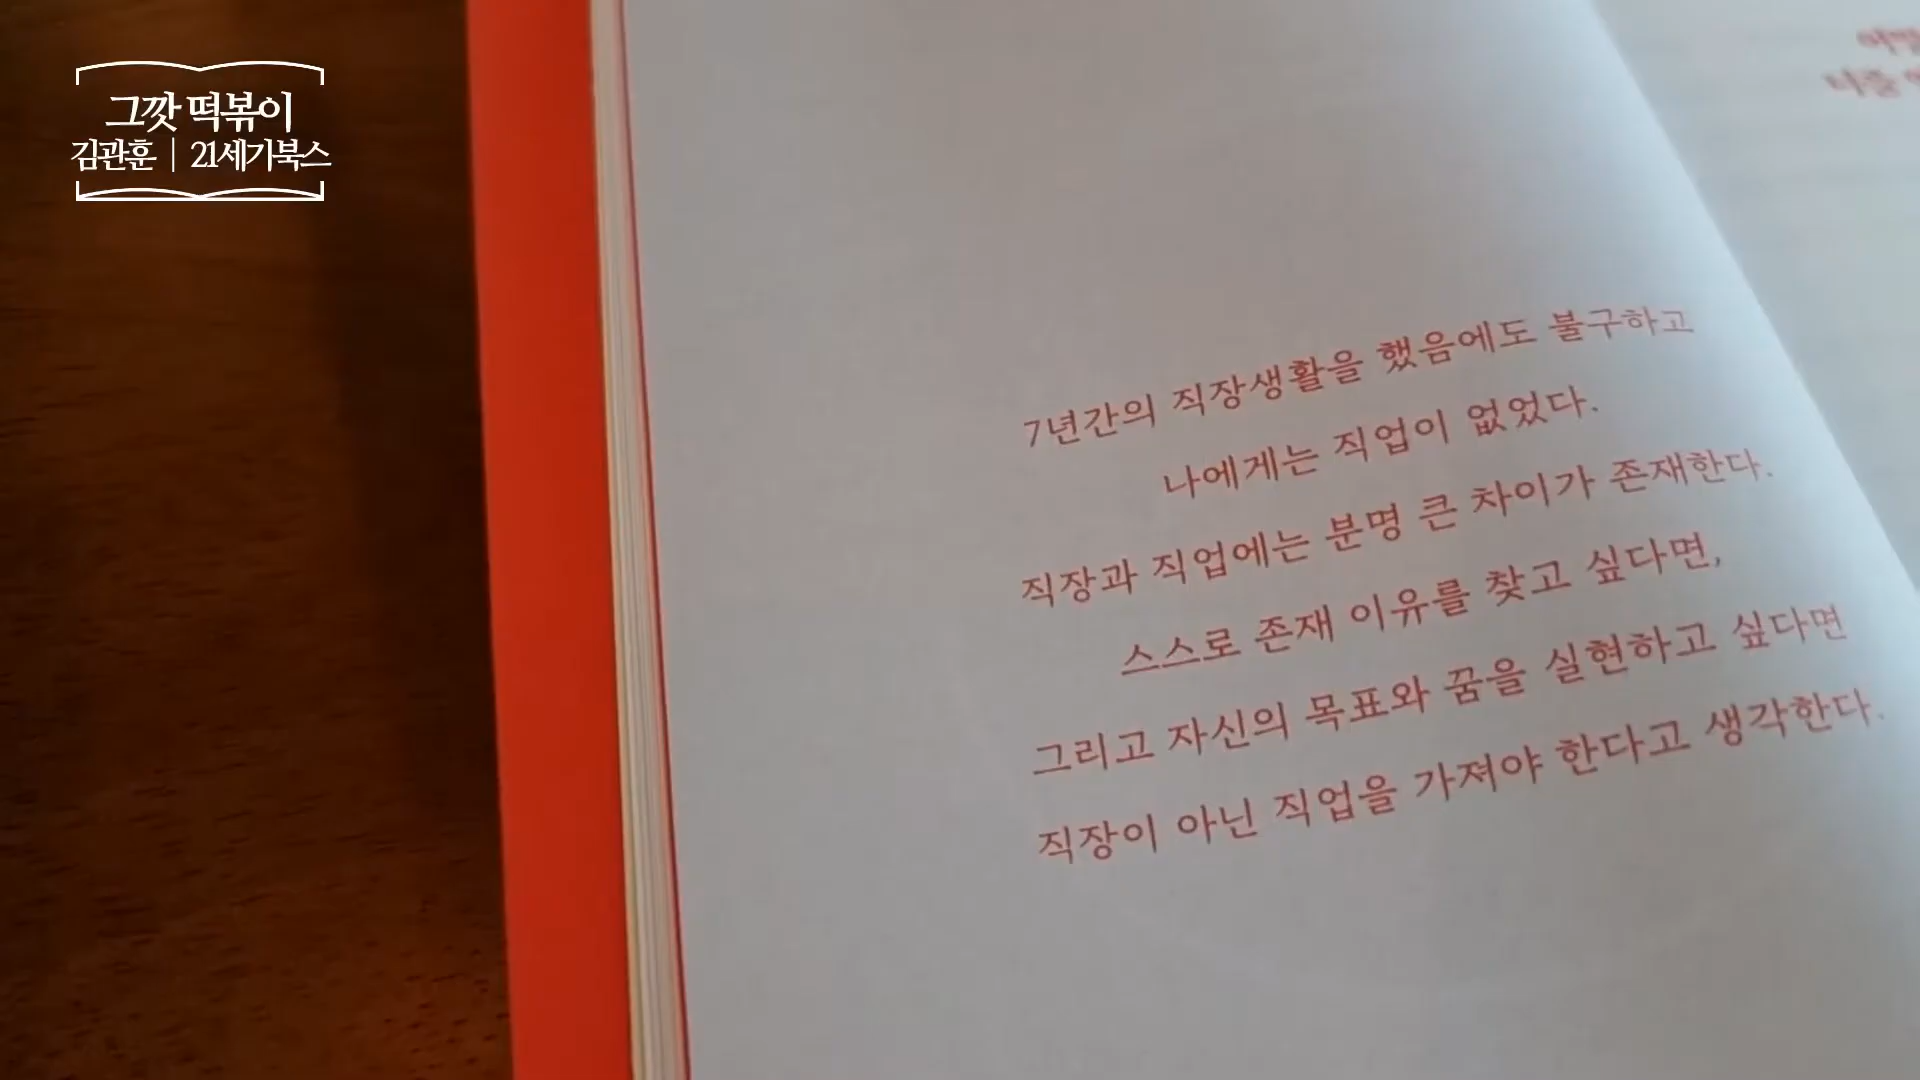 그깟 떡볶이
김관훈 | 21세기북스
7년간의 직장생활을 했음에도 불구하고
나에게는 직업이 없었다.
직장과 직업에는 분명 큰 차이가 존재한다.
스스로 존재 이유를 찾고 싶다면,
그리고 자신의 목표와 꿈을 실현하고 싶다면
직장이 아닌 직업을 가져야 한다고 생각한다.